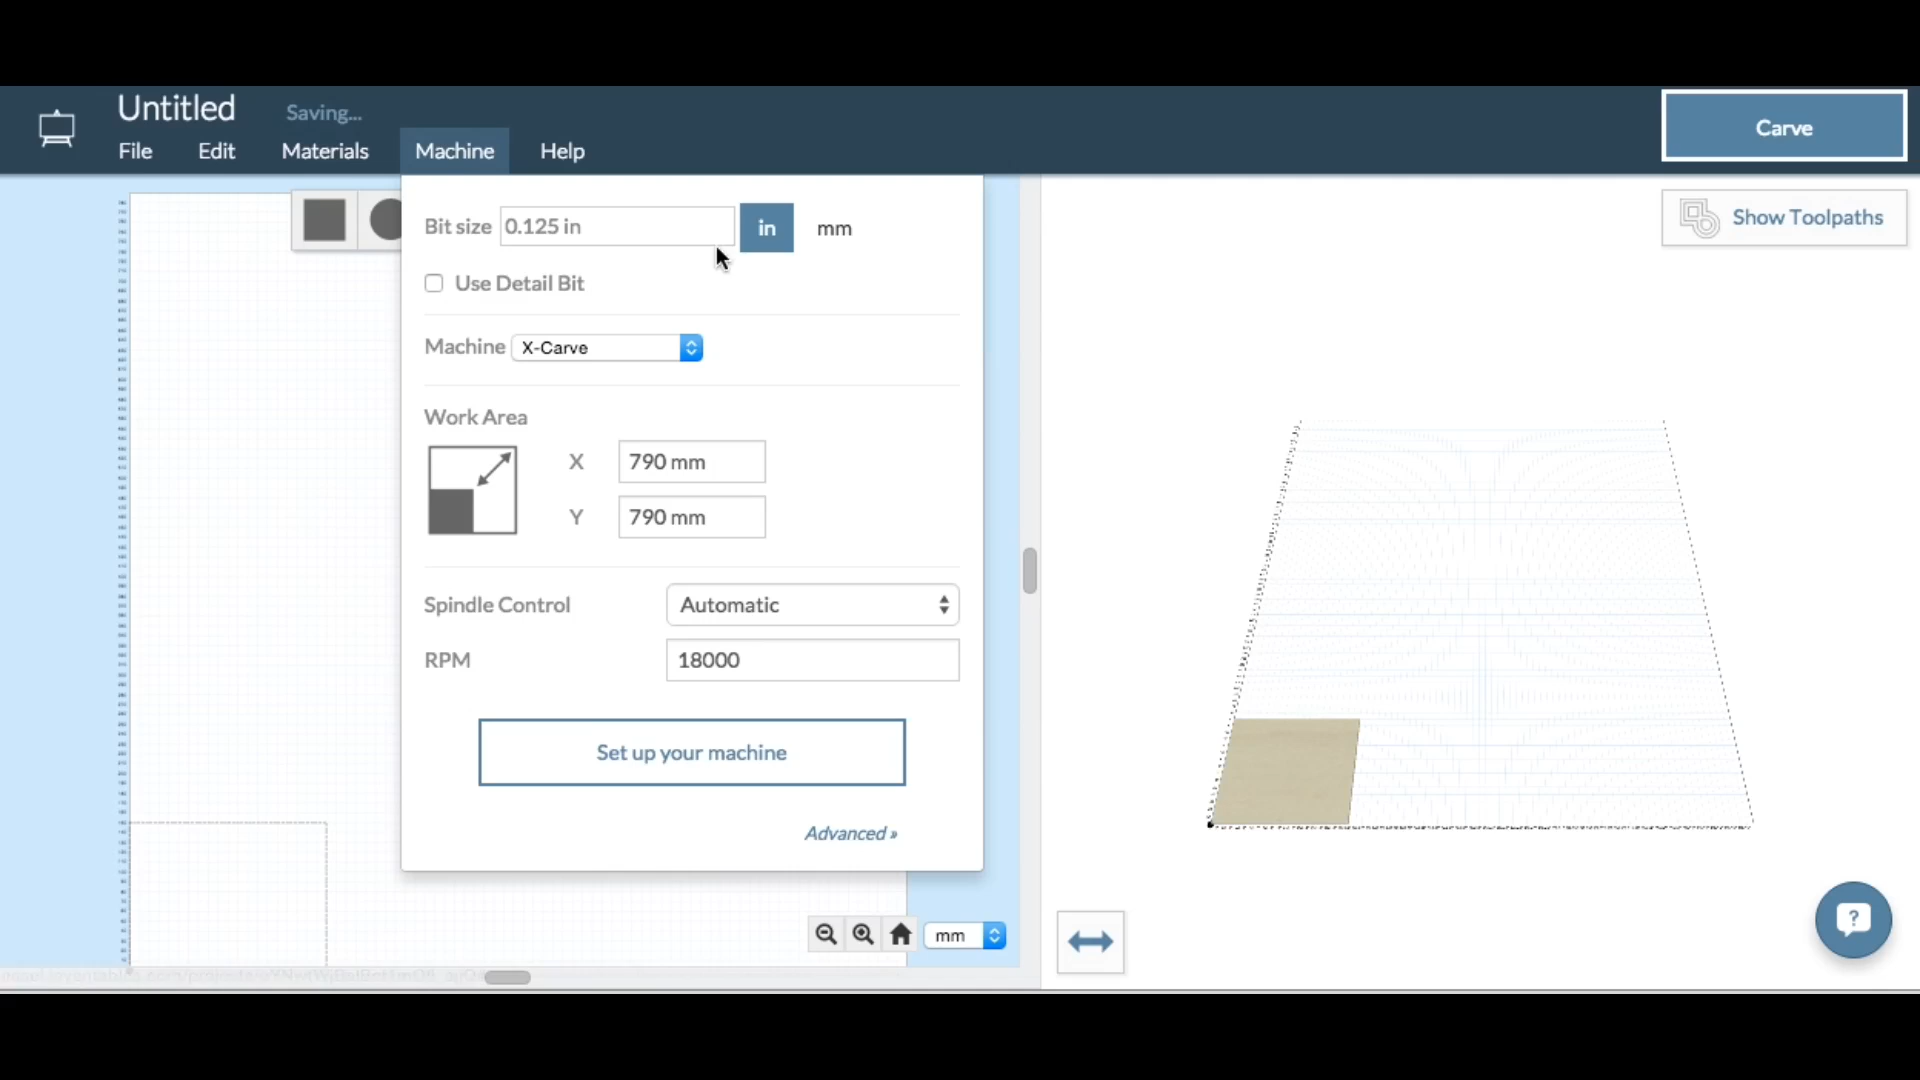 Untitled
Saving...
File Edit Materials Machine Help
Carve
Show Toolpaths
Bit size 0.125 in in mm
Use Detail Bit
Machine X-Carve
Work Area
X 790 mm
Y 790 mm
Spindle Control Automatic
RPM 18000
Set up your machine
Advanced »
mm
?